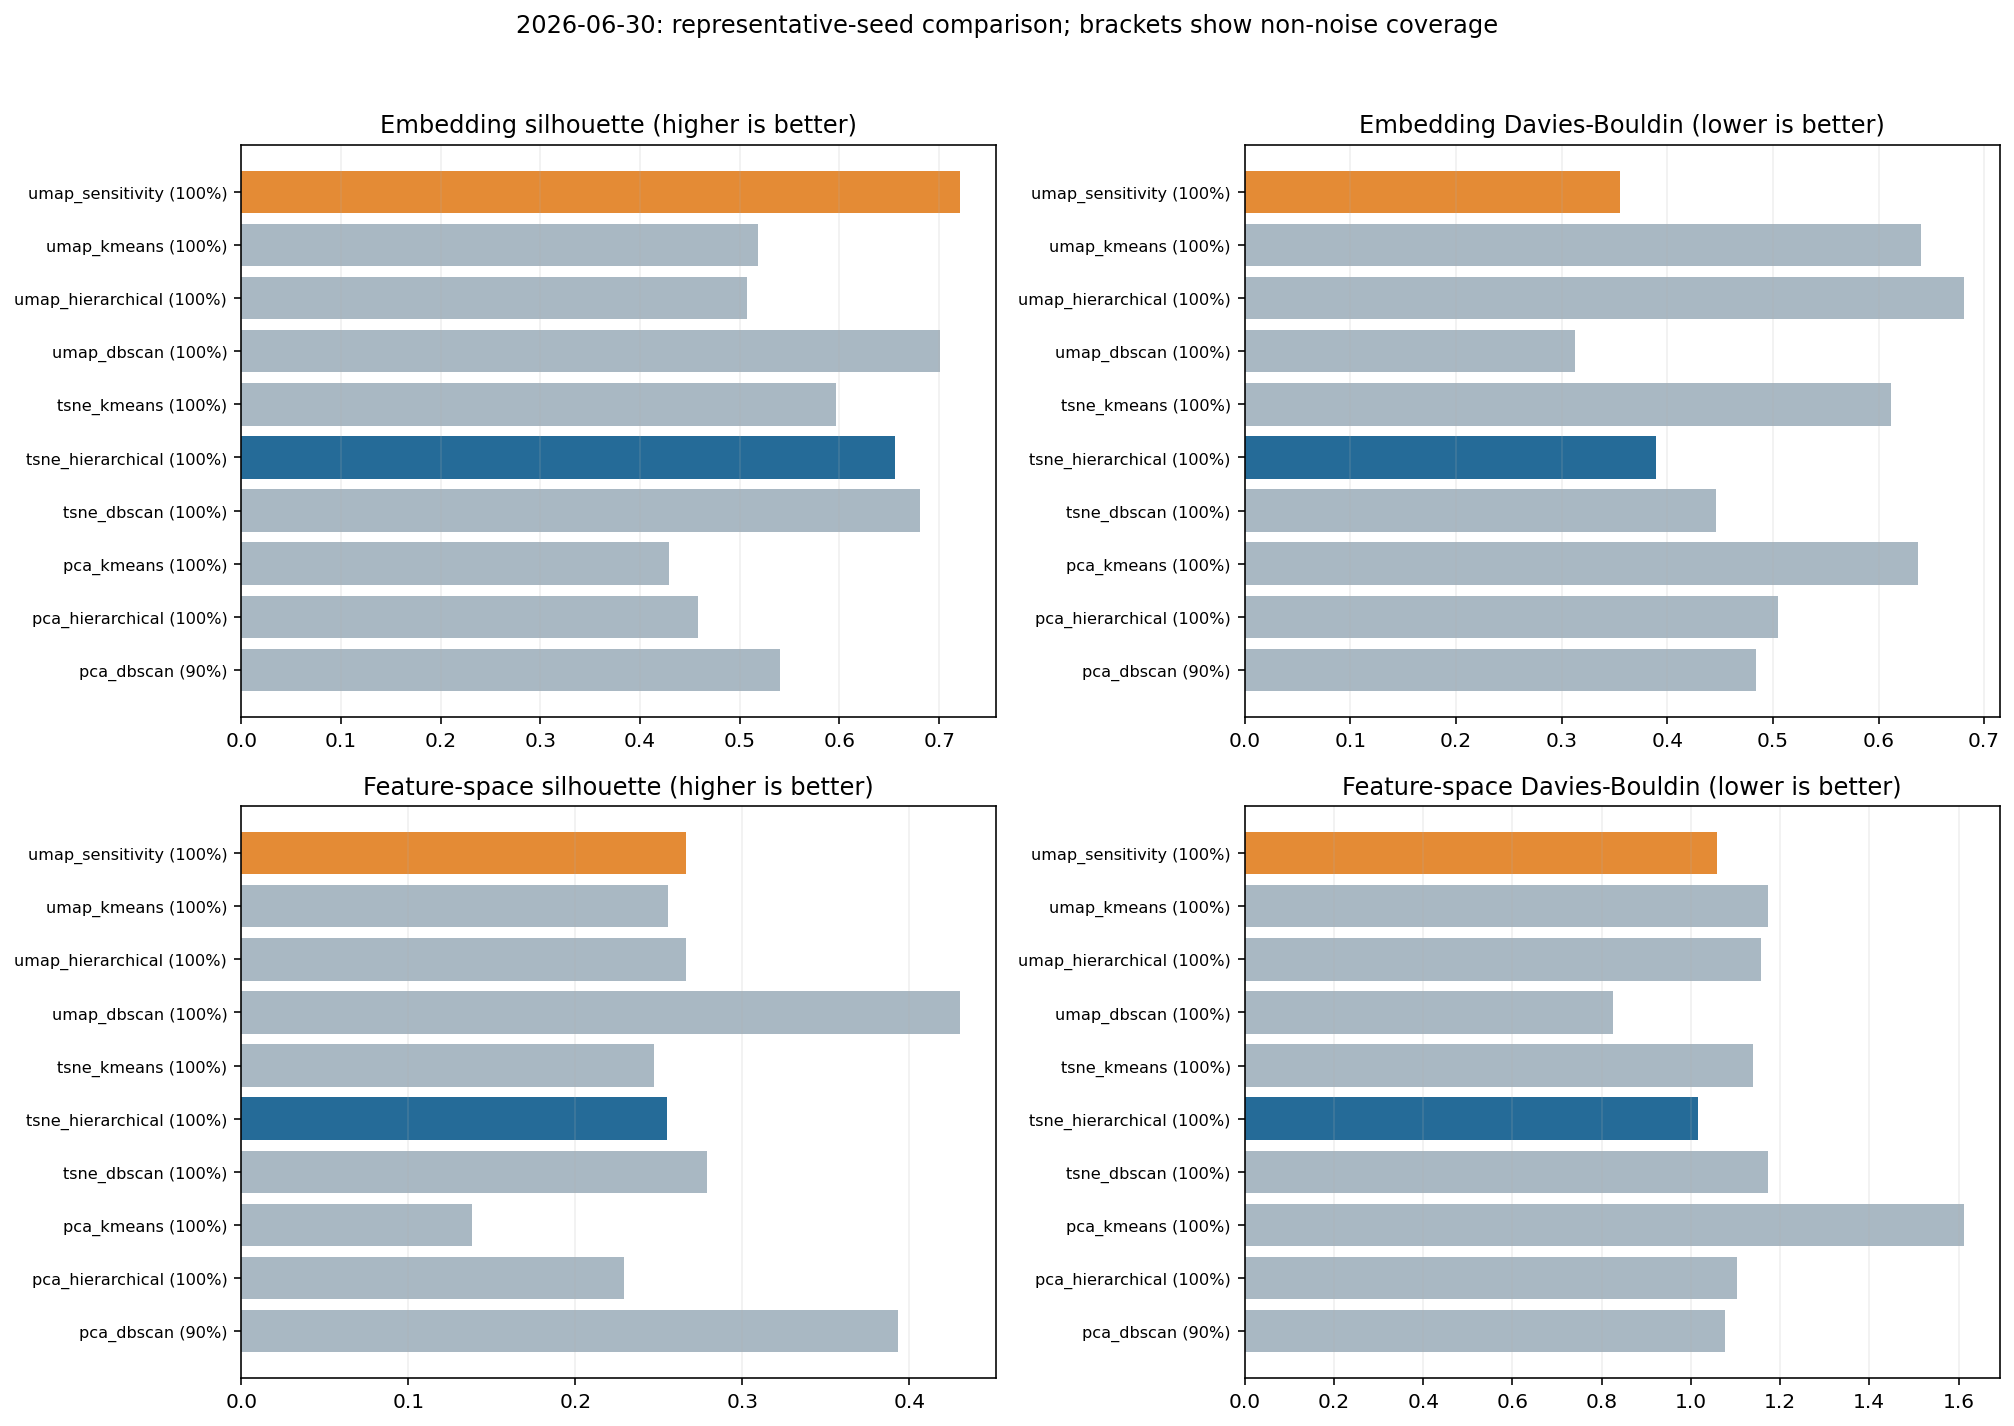 2026-06-30: representative-seed comparison; brackets show non-noise coverage
Embedding silhouette (higher is better)
umap_sensitivity (100%)
umap_kmeans (100%)
umap_hierarchical (100%)
umap_dbscan (100%)
tsne_kmeans (100%)
tsne_hierarchical (100%)
tsne_dbscan (100%)
pca_kmeans (100%)
pca_hierarchical (100%)
pca_dbscan (90%)
0.0 0.1 0.2 0.3 0.4 0.5 0.6 0.7
Embedding Davies-Bouldin (lower is better)
umap_sensitivity (100%)
umap_kmeans (100%)
umap_hierarchical (100%)
umap_dbscan (100%)
tsne_kmeans (100%)
tsne_hierarchical (100%)
tsne_dbscan (100%)
pca_kmeans (100%)
pca_hierarchical (100%)
pca_dbscan (90%)
0.0 0.1 0.2 0.3 0.4 0.5 0.6 0.7
Feature-space silhouette (higher is better)
umap_sensitivity (100%)
umap_kmeans (100%)
umap_hierarchical (100%)
umap_dbscan (100%)
tsne_kmeans (100%)
tsne_hierarchical (100%)
tsne_dbscan (100%)
pca_kmeans (100%)
pca_hierarchical (100%)
pca_dbscan (90%)
0.0 0.1 0.2 0.3 0.4
Feature-space Davies-Bouldin (lower is better)
umap_sensitivity (100%)
umap_kmeans (100%)
umap_hierarchical (100%)
umap_dbscan (100%)
tsne_kmeans (100%)
tsne_hierarchical (100%)
tsne_dbscan (100%)
pca_kmeans (100%)
pca_hierarchical (100%)
pca_dbscan (90%)
0.0 0.2 0.4 0.6 0.8 1.0 1.2 1.4 1.6